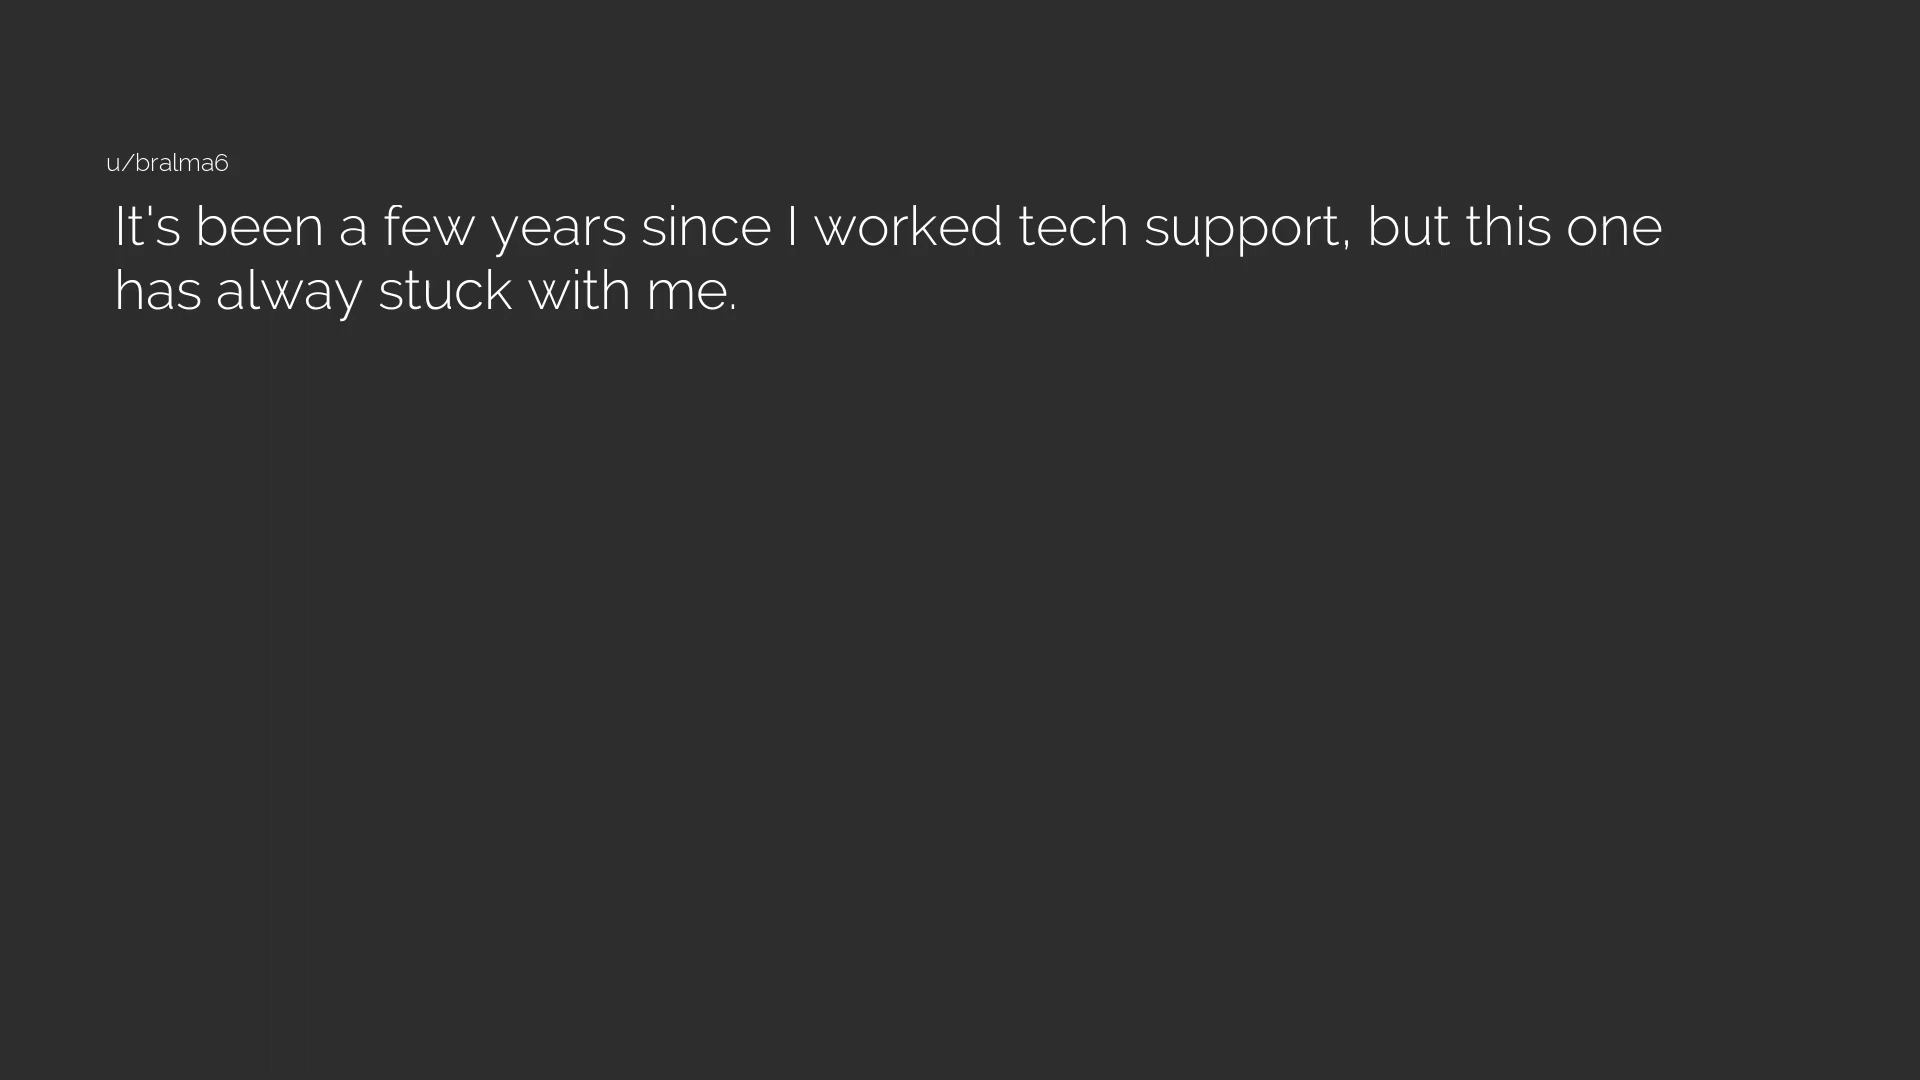 u/bralma6
It's been a few years since I worked tech support, but this one
has alway stuck with me.